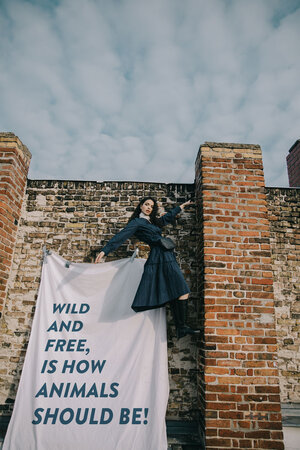 WILD
AND
FREE,
IS HOW
ANIMALS
SHOULD BE!